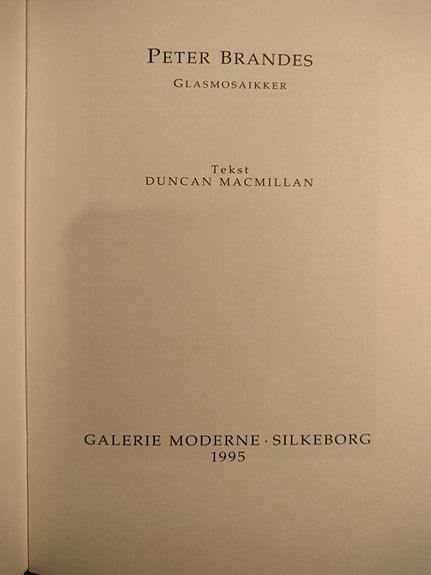 PETER BRANDES
GLASMOSAIKKER
Tekst
DUNCAN MACMILLAN
GALERIE MODERNE · SILKEBORG
1995